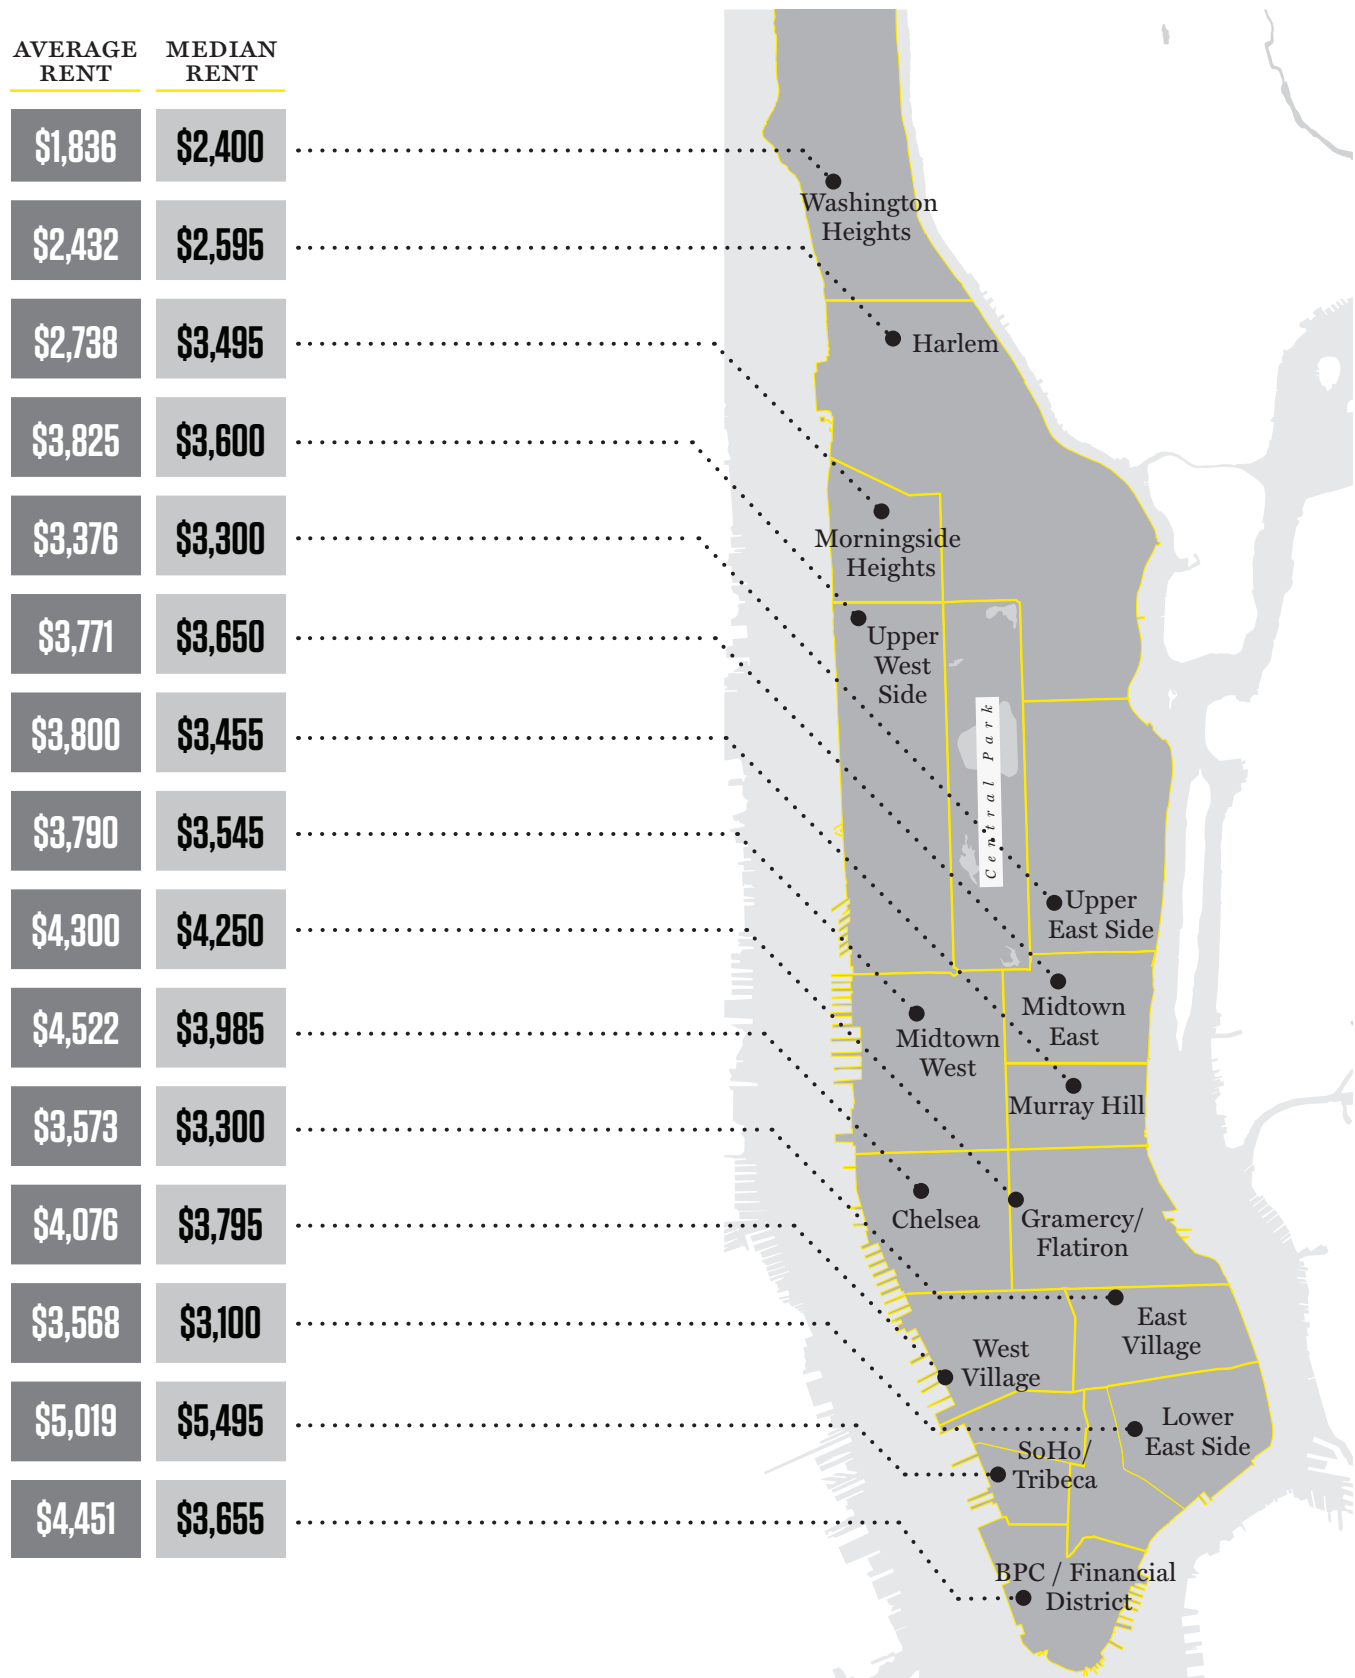 AVERAGE
RENT
MEDIAN
RENT
$1,836 $2,400
$2,432 $2,595
$2,738 $3,495
$3,825 $3,600
$3,376 $3,300
$3,771 $3,650
$3,800 $3,455
$3,790 $3,545
$4,300 $4,250
$4,522 $3,985
$3,573 $3,300
$4,076 $3,795
$3,568 $3,100
$5,019 $5,495
$4,451 $3,655
Washington
Heights
Harlem
Morningside
Heights
Upper
West
Side
Central Park
Upper
East Side
Midtown
East
Midtown
West
Murray Hill
Chelsea
Gramercy/
Flatiron
East
Village
West
Village
Lower
East Side
SoHo/
Tribeca
BPC / Financial
District